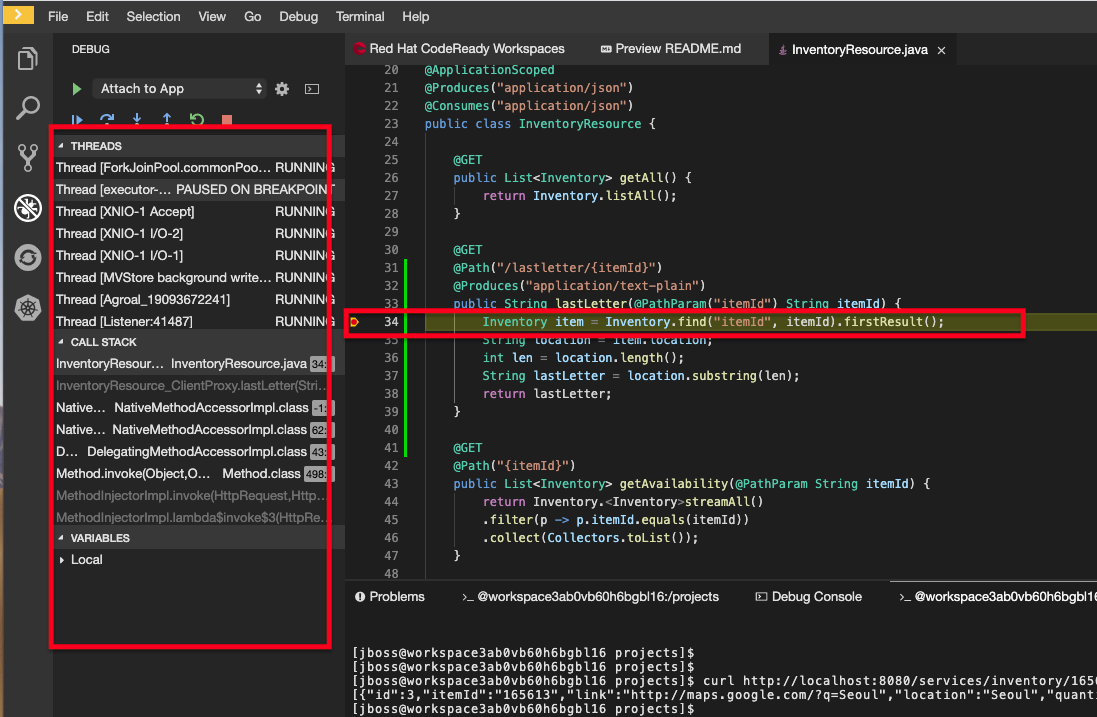 File Edit Selection View Go Debug Terminal Help
DEBUG
Attach to App
THREADS
Thread [ForkJoinPool.commonPoo... RUNNING
Thread [executor-... PAUSED ON BREAKPOINT
Thread [XNIO-1 Accept] RUNNING
Thread [XNIO-1 I/O-2] RUNNING
Thread [XNIO-1 I/O-1] RUNNING
Thread [MVStore background write... RUNNING
Thread [Agroal_19093672241] RUNNING
Thread [Listener:41487] RUNNING
CALL STACK
InventoryResour... InventoryResource.java 34:
InventoryResource_ClientProxy.lastLetter(Stri...
Native... NativeMethodAccessorImpl.class -1:
Native... NativeMethodAccessorImpl.class 62:
D... DelegatingMethodAccessorImpl.class 43:
Method.invoke(Object,O... Method.class 498:
MethodInjectorImpl.invoke(HttpRequest,Http...
MethodInjectorImpl.lambda$invoke$3(HttpRe...
VARIABLES
Local
Red Hat CodeReady Workspaces Preview README.md InventoryResource.java ×
20 @ApplicationScoped
21 @Produces("application/json")
22 @Consumes("application/json")
23 public class InventoryResource {
24
25 @GET
26 public List<Inventory> getAll() {
27 return Inventory.listAll();
28 }
29
30 @GET
31 @Path("/lastletter/{itemId}")
32 @Produces("application/text-plain")
33 public String lastLetter(@PathParam("itemId") String itemId) {
34 Inventory item = Inventory.find("itemId", itemId).firstResult();
35 String location = item.location;
36 int len = location.length();
37 String lastLetter = location.substring(len);
38 return lastLetter;
39 }
40
41 @GET
42 @Path("{itemId}")
43 public List<Inventory> getAvailability(@PathParam String itemId) {
44 return Inventory.<Inventory>streamAll()
45 .filter(p -> p.itemId.equals(itemId))
46 .collect(Collectors.toList());
47 }
48
Problems >_ @workspace3ab0vb60h6bgbl16:/projects Debug Console >_ @workspace3ab0vb60h6bgbl16
[jboss@workspace3ab0vb60h6bgbl16 projects]$
[jboss@workspace3ab0vb60h6bgbl16 projects]$
[jboss@workspace3ab0vb60h6bgbl16 projects]$ curl http://localhost:8080/services/inventory/1656
[{"id":3,"itemId":"165613","link":"http://maps.google.com/?q=Seoul","location":"Seoul","quant
[jboss@workspace3ab0vb60h6bgbl16 projects]$